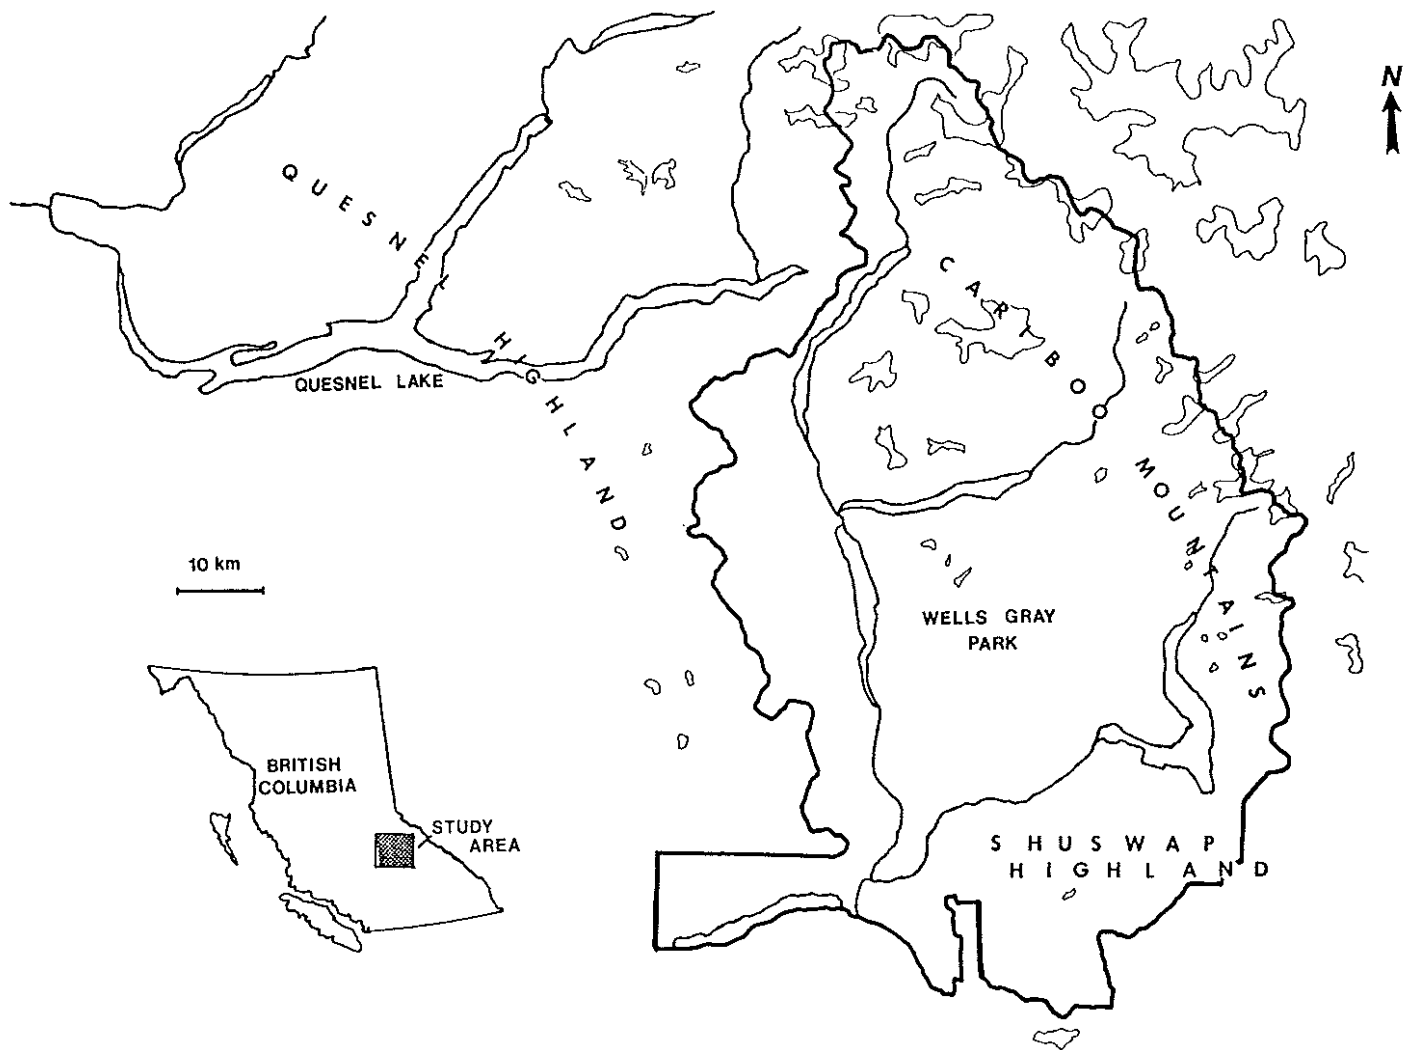 N
QUESNEL HIGHLAND
CARIBOO MOUNTAINS
QUESNEL LAKE
10 km
WELLS GRAY
PARK
BRITISH
COLUMBIA
STUDY
AREA
SHUSWAP
HIGHLAND